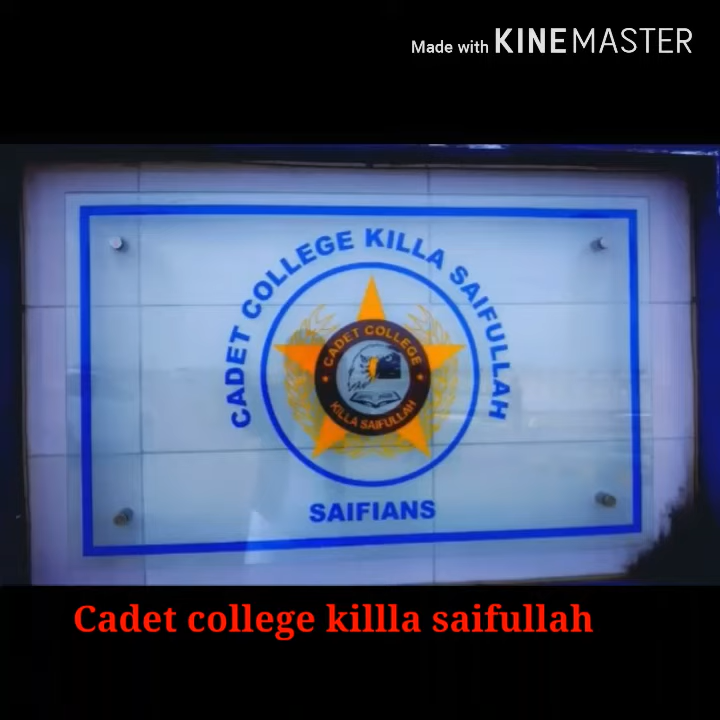 Made with KINEMASTER
CADET COLLEGE KILLA SAIFULLAH
CADET COLLEGE
KILLA SAIFULLAH
SAIFIANS
Cadet college killla saifullah